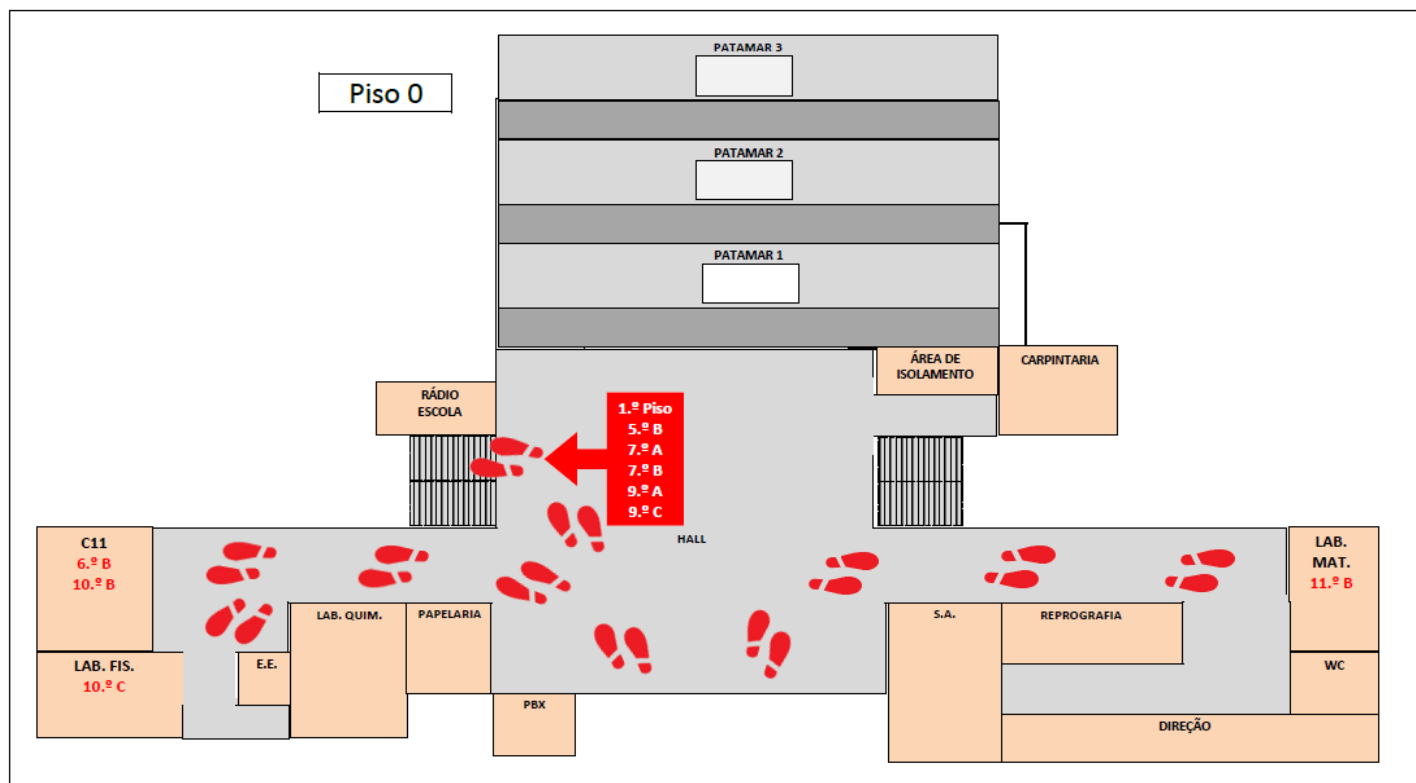 PATAMAR 3
Piso 0
PATAMAR 2
PATAMAR 1
ÁREA DE
ISOLAMENTO
CARPINTARIA
RÁDIO
ESCOLA
1.º Piso
5.º B
7.º A
7.º B
9.º A
9.º C
HALL
C11
6.º B
10.º B
LAB.
MAT.
11.º B
LAB. QUIM.
PAPELARIA
S.A.
REPROGRAFIA
LAB. FIS.
10.º C
E.E.
WC
PBX
DIREÇÃO